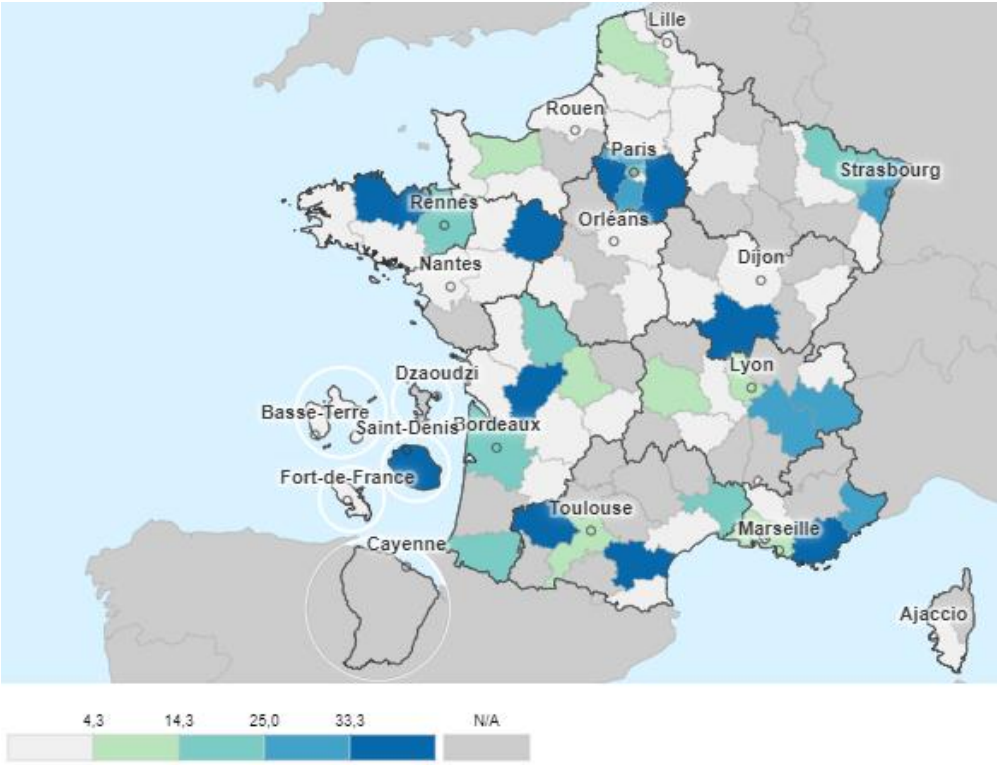 Lille
Rouen
Paris
Strasbourg
Rennes
Orléans
Dijon
Nantes
Lyon
Dzaoudzi
Basse-Terre
Saint-Denis
Bordeaux
Fort-de-France
Toulouse
Marseille
Cayenne
Ajaccio
4,3 14,3 25,0 33,3 N/A